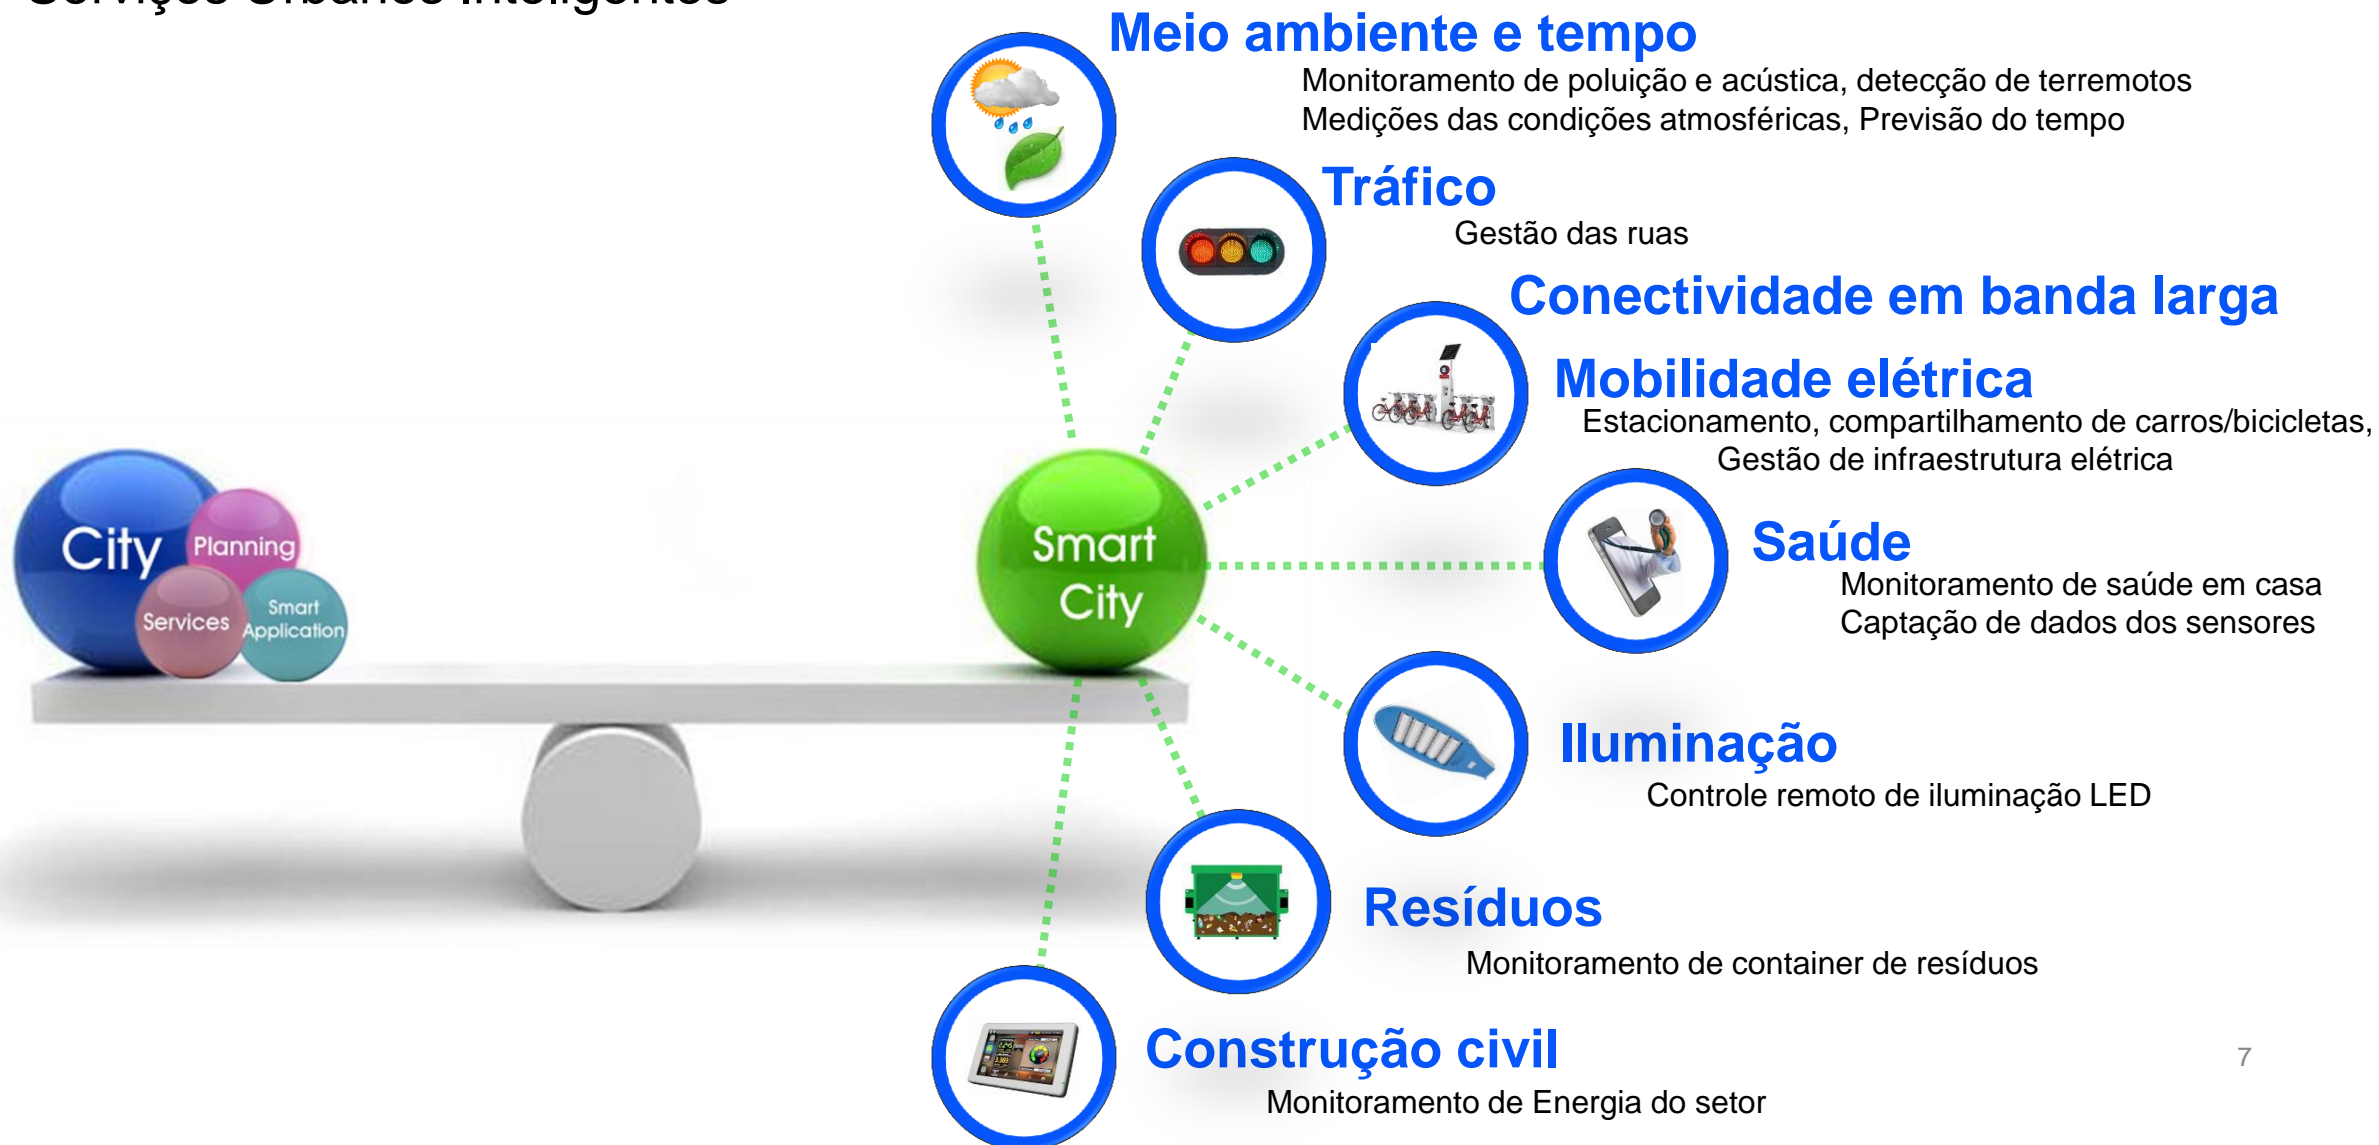 Serviços Urbanos Inteligentes
Meio ambiente e tempo
Monitoramento de poluição e acústica, detecção de terremotos
Medições das condições atmosféricas, Previsão do tempo
Tráfico
Gestão das ruas
Conectividade em banda larga
Mobilidade elétrica
Estacionamento, compartilhamento de carros/bicicletas,
Gestão de infraestrutura elétrica
City
Planning
Services
Smart
Application
Smart
City
Saúde
Monitoramento de saúde em casa
Captação de dados dos sensores
Iluminação
Controle remoto de iluminação LED
Resíduos
Monitoramento de container de resíduos
Construção civil
Monitoramento de Energia do setor
7